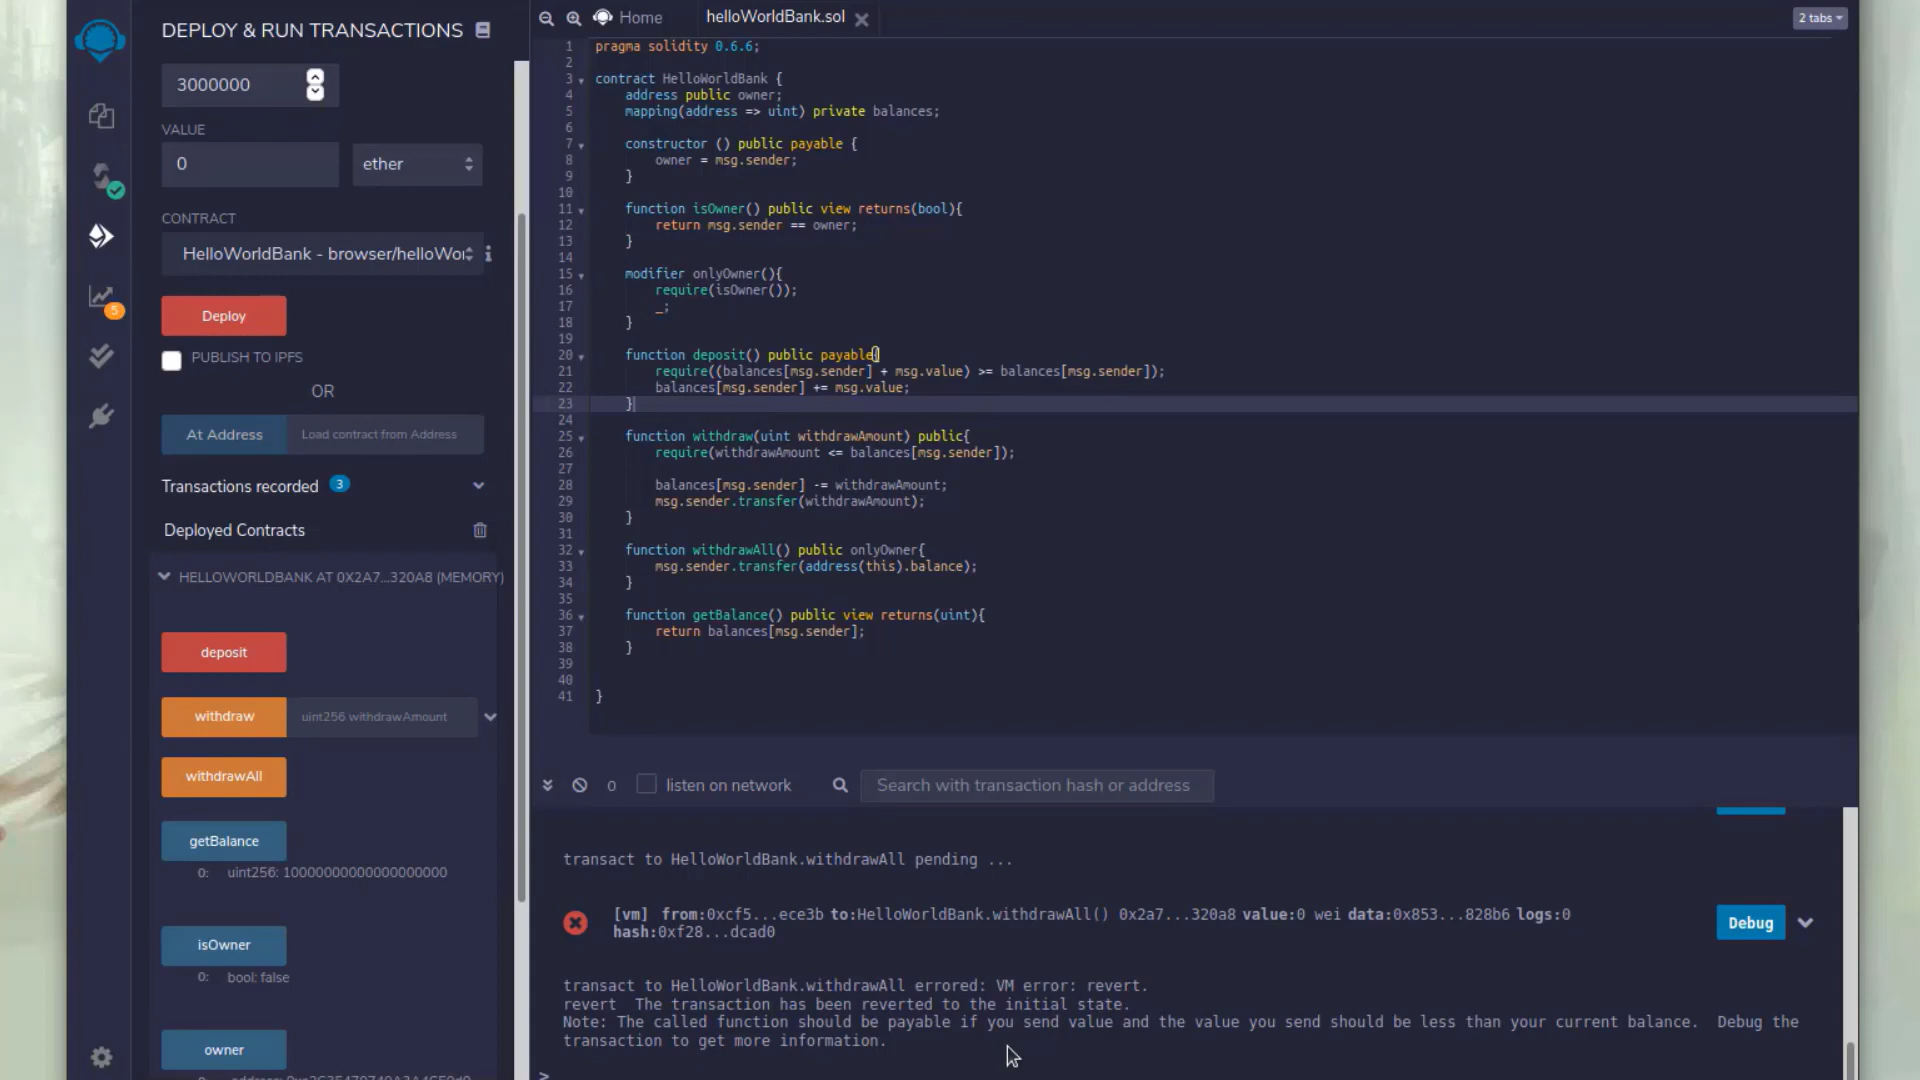 DEPLOY & RUN TRANSACTIONS
3000000
VALUE
0
ether
CONTRACT
HelloWorldBank - browser/helloWor
Deploy
PUBLISH TO IPFS
OR
At Address
Load contract from Address
Transactions recorded
3
Deployed Contracts
HELLOWORLDBANK AT 0X2A7...320A8 (MEMORY)
deposit
withdraw
uint256 withdrawAmount
withdrawAll
getBalance
0: uint256: 10000000000000000000
isOwner
0: bool: false
owner
5
Home
helloWorldBank.sol
2 tabs
1 pragma solidity 0.6.6;
2
3 contract HelloWorldBank {
4 address public owner;
5 mapping(address => uint) private balances;
6
7 constructor () public payable {
8 owner = msg.sender;
9 }
10
11 function isOwner() public view returns(bool){
12 return msg.sender == owner;
13 }
14
15 modifier onlyOwner(){
16 require(isOwner());
17 _;
18 }
19
20 function deposit() public payable{
21 require((balances[msg.sender] + msg.value) >= balances[msg.sender]);
22 balances[msg.sender] += msg.value;
23 }
24
25 function withdraw(uint withdrawAmount) public{
26 require(withdrawAmount <= balances[msg.sender]);
27
28 balances[msg.sender] -= withdrawAmount;
29 msg.sender.transfer(withdrawAmount);
30 }
31
32 function withdrawAll() public onlyOwner{
33 msg.sender.transfer(address(this).balance);
34 }
35
36 function getBalance() public view returns(uint){
37 return balances[msg.sender];
38 }
39
40
41 }
0
listen on network
Search with transaction hash or address
transact to HelloWorldBank.withdrawAll pending ...
[vm] from:0xcf5...ece3b to:HelloWorldBank.withdrawAll() 0x2a7...320a8 value:0 wei data:0x853...828b6 logs:0
hash:0xf28...dcad0
Debug
transact to HelloWorldBank.withdrawAll errored: VM error: revert.
revert The transaction has been reverted to the initial state.
Note: The called function should be payable if you send value and the value you send should be less than your current balance. Debug the
transaction to get more information.
>